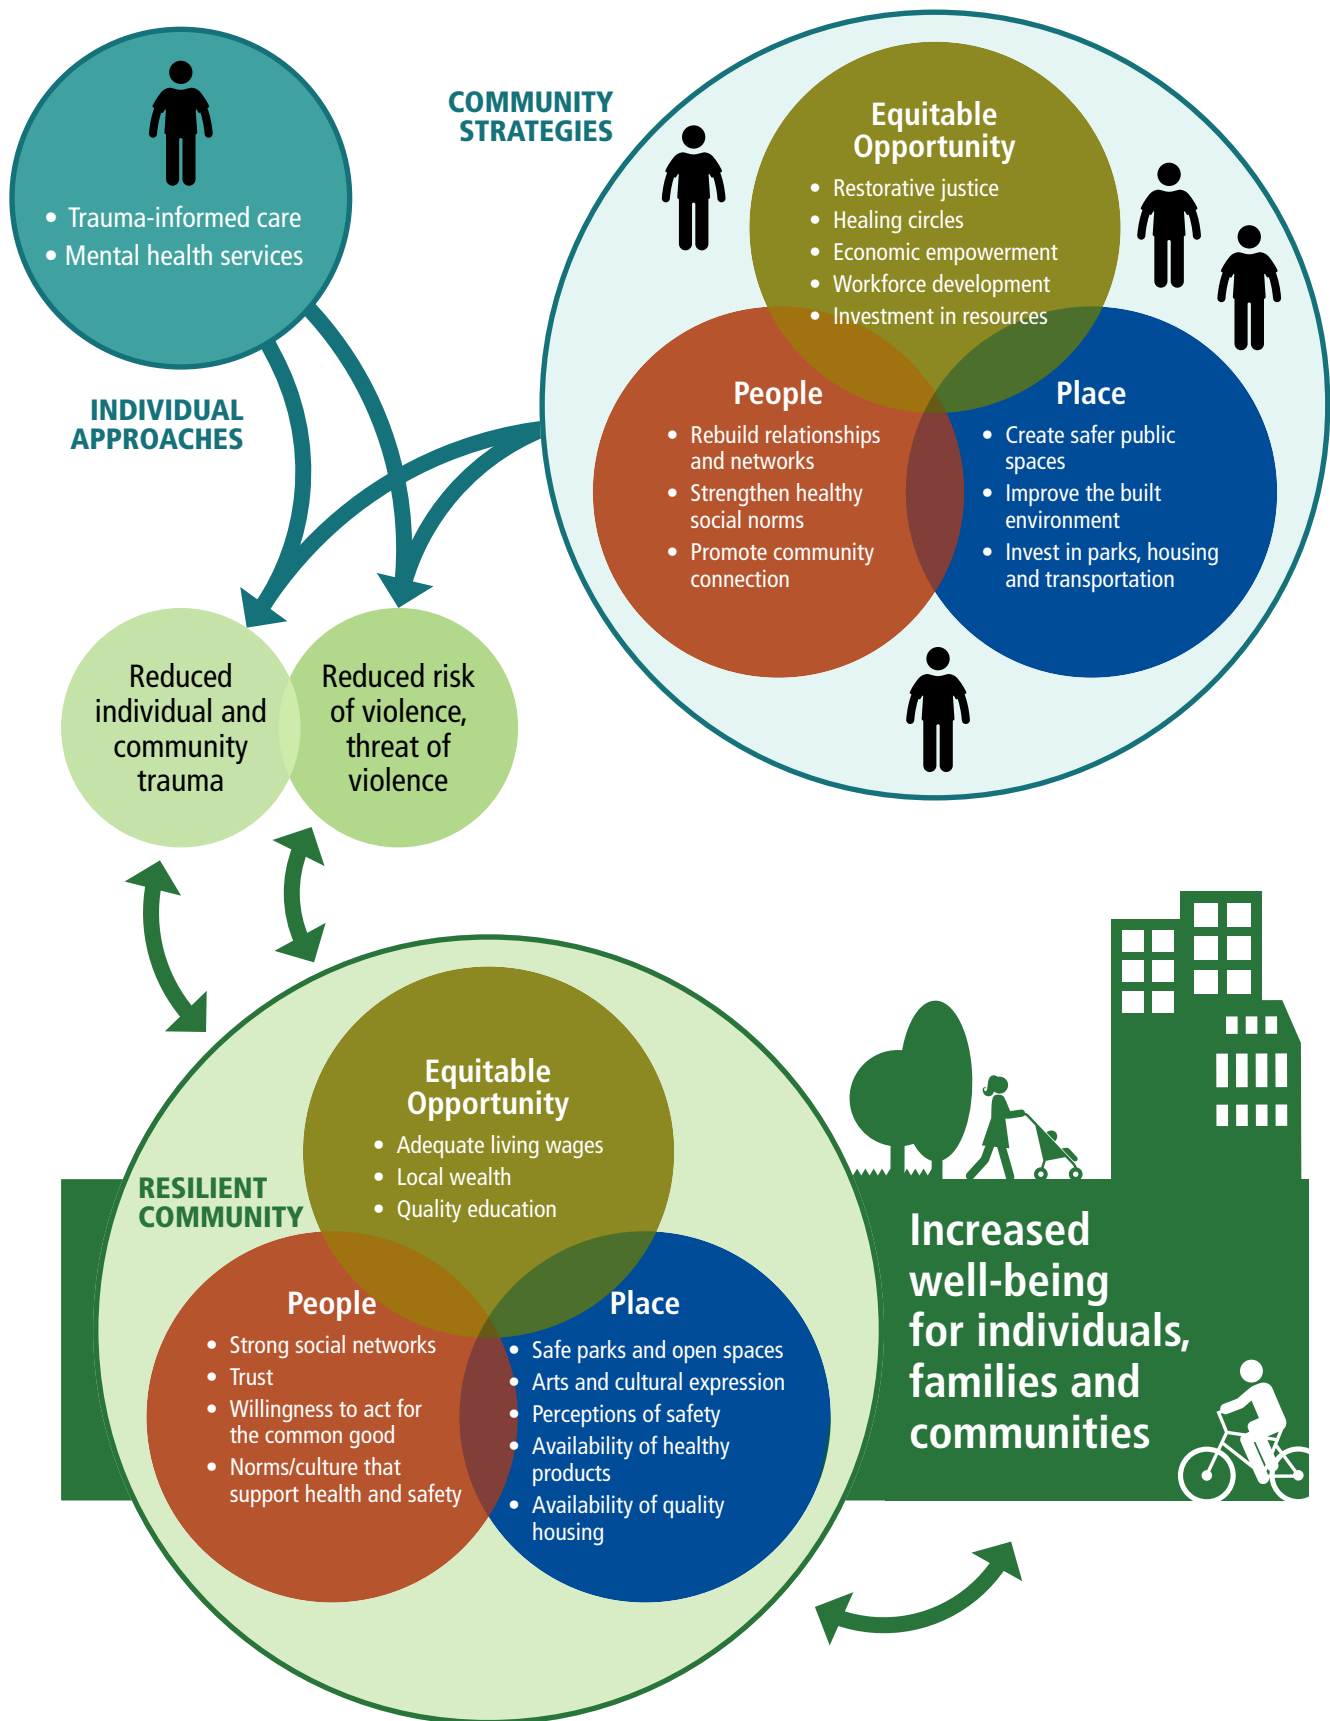 • Trauma-informed care
• Mental health services
INDIVIDUAL
APPROACHES
COMMUNITY
STRATEGIES
Equitable
Opportunity
• Restorative justice
• Healing circles
• Economic empowerment
• Workforce development
• Investment in resources
People
• Rebuild relationships
and networks
• Strengthen healthy
social norms
• Promote community
connection
Place
• Create safer public
spaces
• Improve the built
environment
• Invest in parks, housing
and transportation
Reduced
individual and
community
trauma
Reduced risk
of violence,
threat of
violence
RESILIENT
COMMUNITY
Equitable
Opportunity
• Adequate living wages
• Local wealth
• Quality education
People
• Strong social networks
• Trust
• Willingness to act for
the common good
• Norms/culture that
support health and safety
Place
• Safe parks and open spaces
• Arts and cultural expression
• Perceptions of safety
• Availability of healthy
products
• Availability of quality
housing
Increased
well-being
for individuals,
families and
communities